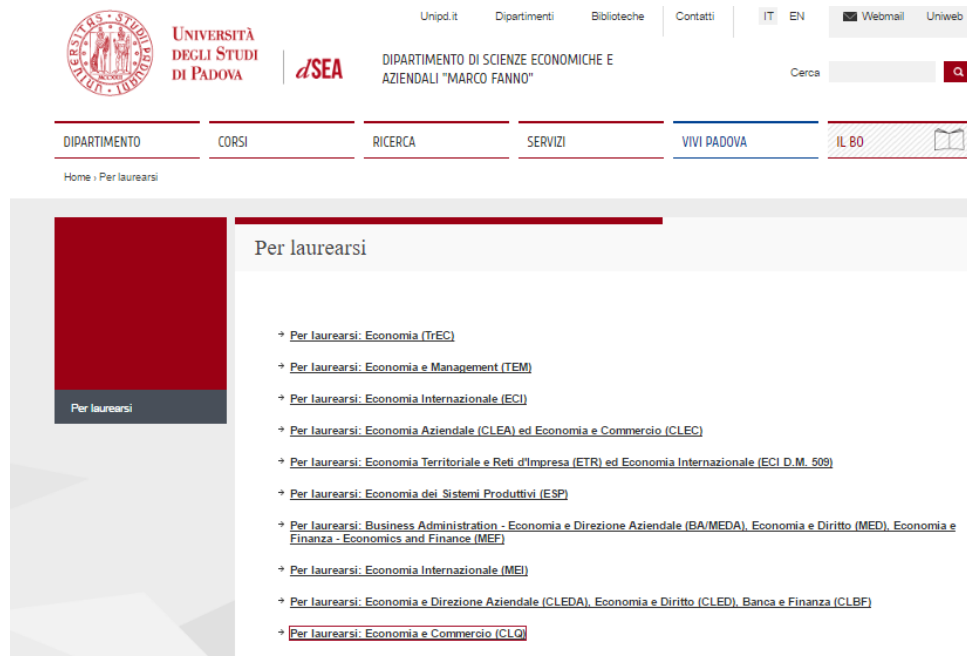 Unipd.it Dipartimenti Biblioteche Contatti IT EN Webmail Uniweb
UNIVERSITÀ
DEGLI STUDI
DI PADOVA
dSEA
DIPARTIMENTO DI SCIENZE ECONOMICHE E
AZIENDALI "MARCO FANNO"
Cerca
DIPARTIMENTO CORSI RICERCA SERVIZI VIVI PADOVA IL BO
Home › Per laurearsi
Per laurearsi
Per laurearsi
Per laurearsi: Economia (TrEC)
Per laurearsi: Economia e Management (TEM)
Per laurearsi: Economia Internazionale (ECI)
Per laurearsi: Economia Aziendale (CLEA) ed Economia e Commercio (CLEC)
Per laurearsi: Economia Territoriale e Reti d'Impresa (ETR) ed Economia Internazionale (ECI D.M. 509)
Per laurearsi: Economia dei Sistemi Produttivi (ESP)
Per laurearsi: Business Administration - Economia e Direzione Aziendale (BA/MEDA), Economia e Diritto (MED), Economia e
Finanza - Economics and Finance (MEF)
Per laurearsi: Economia Internazionale (MEI)
Per laurearsi: Economia e Direzione Aziendale (CLEDA), Economia e Diritto (CLED), Banca e Finanza (CLBF)
Per laurearsi: Economia e Commercio (CLQ)